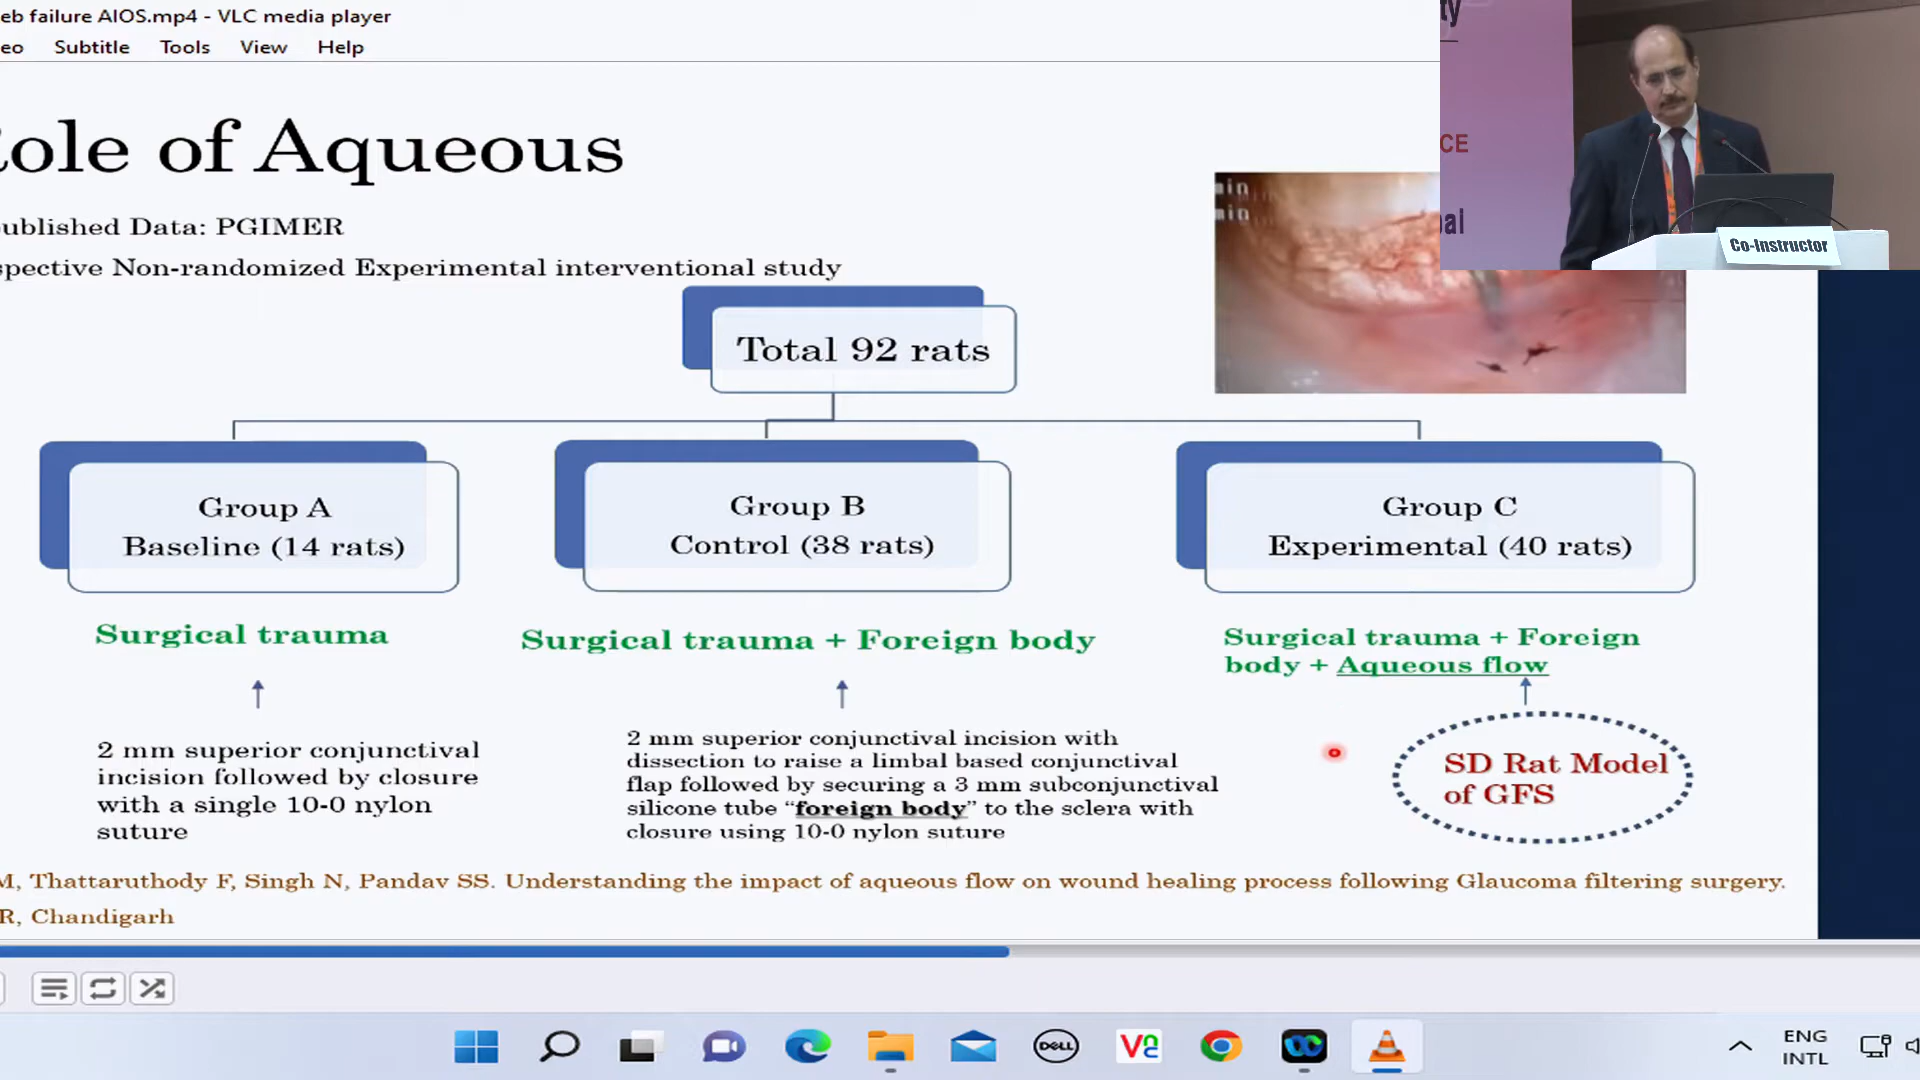 eb failure AIOS.mp4 - VLC media player
eo Subtitle Tools View Help
ole of Aqueous
ublished Data: PGIMER
spective Non-randomized Experimental interventional study
min
min
ty
CE
al
Co-Instructor
Total 92 rats
Group A
Baseline (14 rats)
Group B
Control (38 rats)
Group C
Experimental (40 rats)
Surgical trauma
Surgical trauma + Foreign body
Surgical trauma + Foreign
body + Aqueous flow
2 mm superior conjunctival
incision followed by closure
with a single 10-0 nylon
suture
2 mm superior conjunctival incision with
dissection to raise a limbal based conjunctival
flap followed by securing a 3 mm subconjunctival
silicone tube “foreign body” to the sclera with
closure using 10-0 nylon suture
SD Rat Model
of GFS
M, Thattaruthody F, Singh N, Pandav SS. Understanding the impact of aqueous flow on wound healing process following Glaucoma filtering surgery.
R, Chandigarh
DELL
ENG
INTL